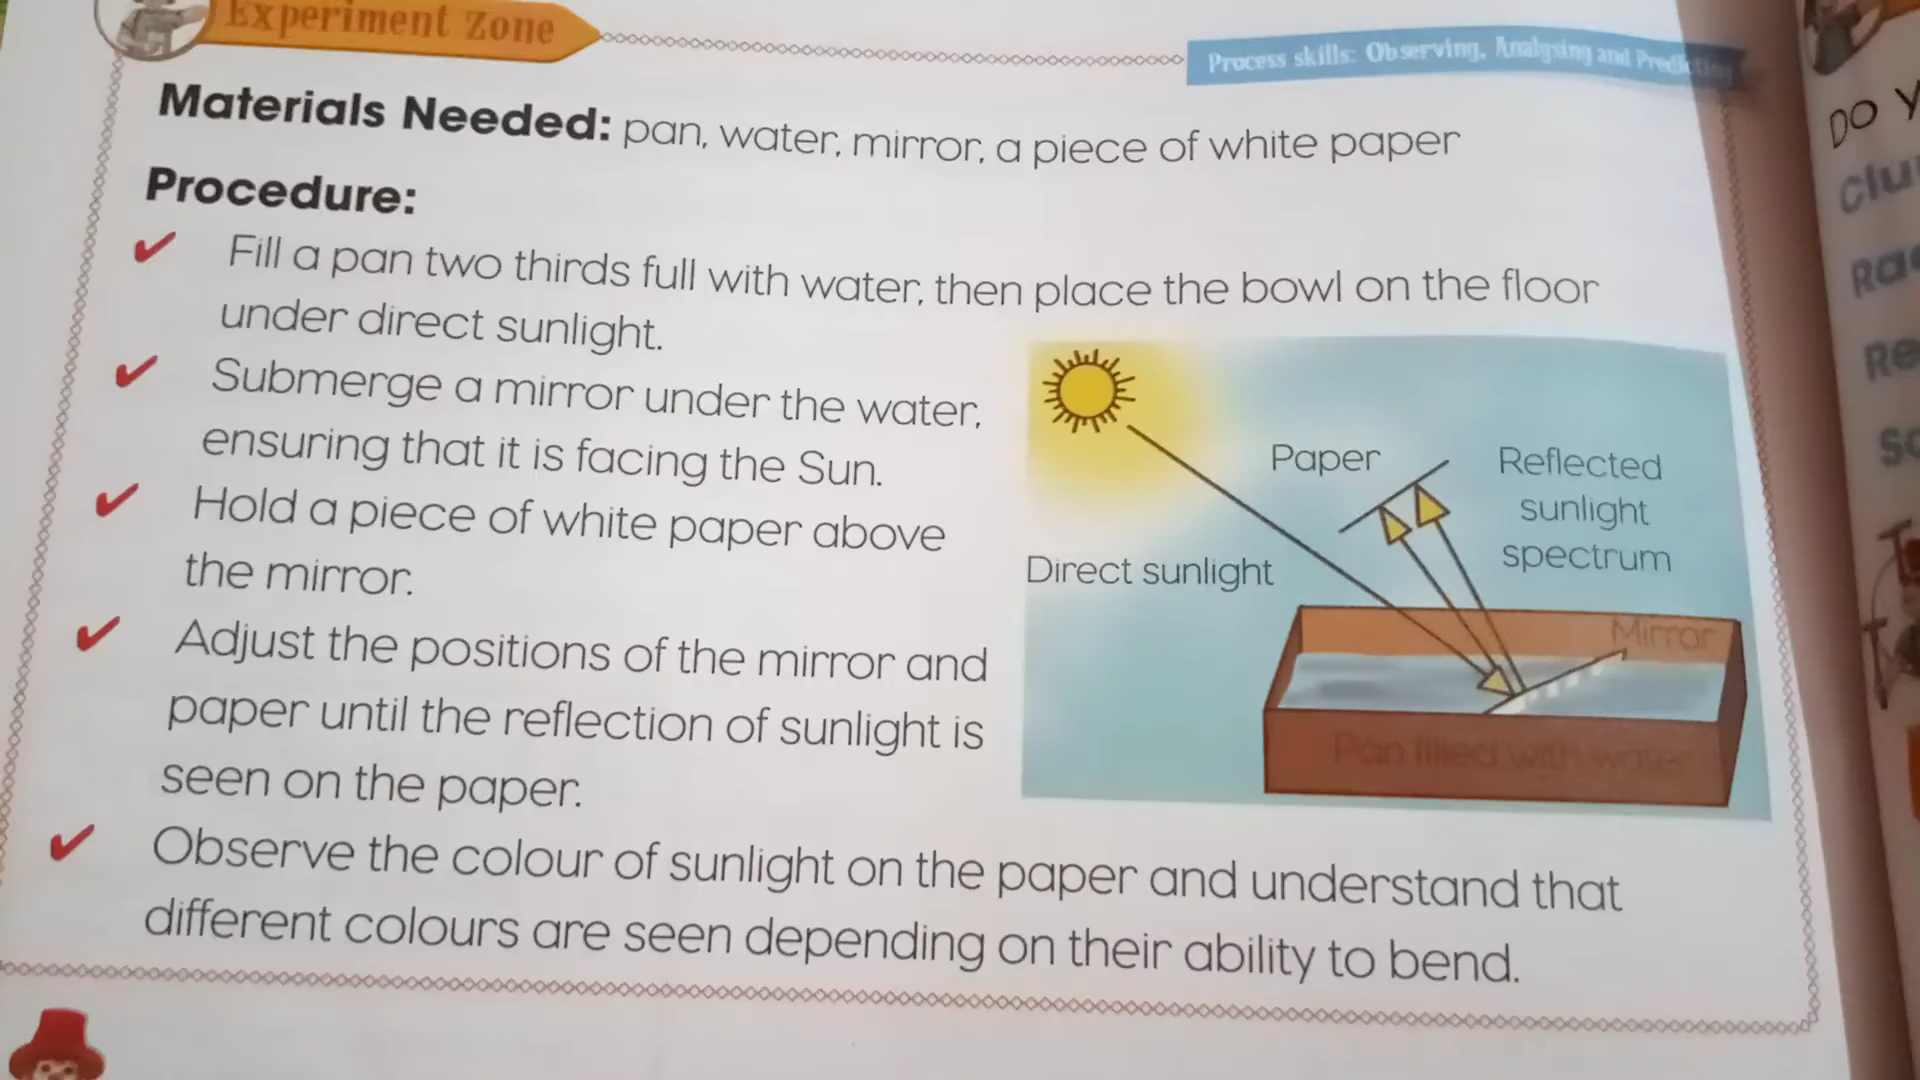 Experiment Zone
Process skills: Observing, Analysing and Predicting
Materials Needed: pan, water, mirror, a piece of white paper
Procedure:
Fill a pan two thirds full with water, then place the bowl on the floor
under direct sunlight.
Submerge a mirror under the water,
ensuring that it is facing the Sun.
Hold a piece of white paper above
the mirror.
Adjust the positions of the mirror and
paper until the reflection of sunlight is
seen on the paper.
Observe the colour of sunlight on the paper and understand that
different colours are seen depending on their ability to bend.
Paper
Reflected
sunlight
spectrum
Direct sunlight
Mirror
Pan filled with water
DO